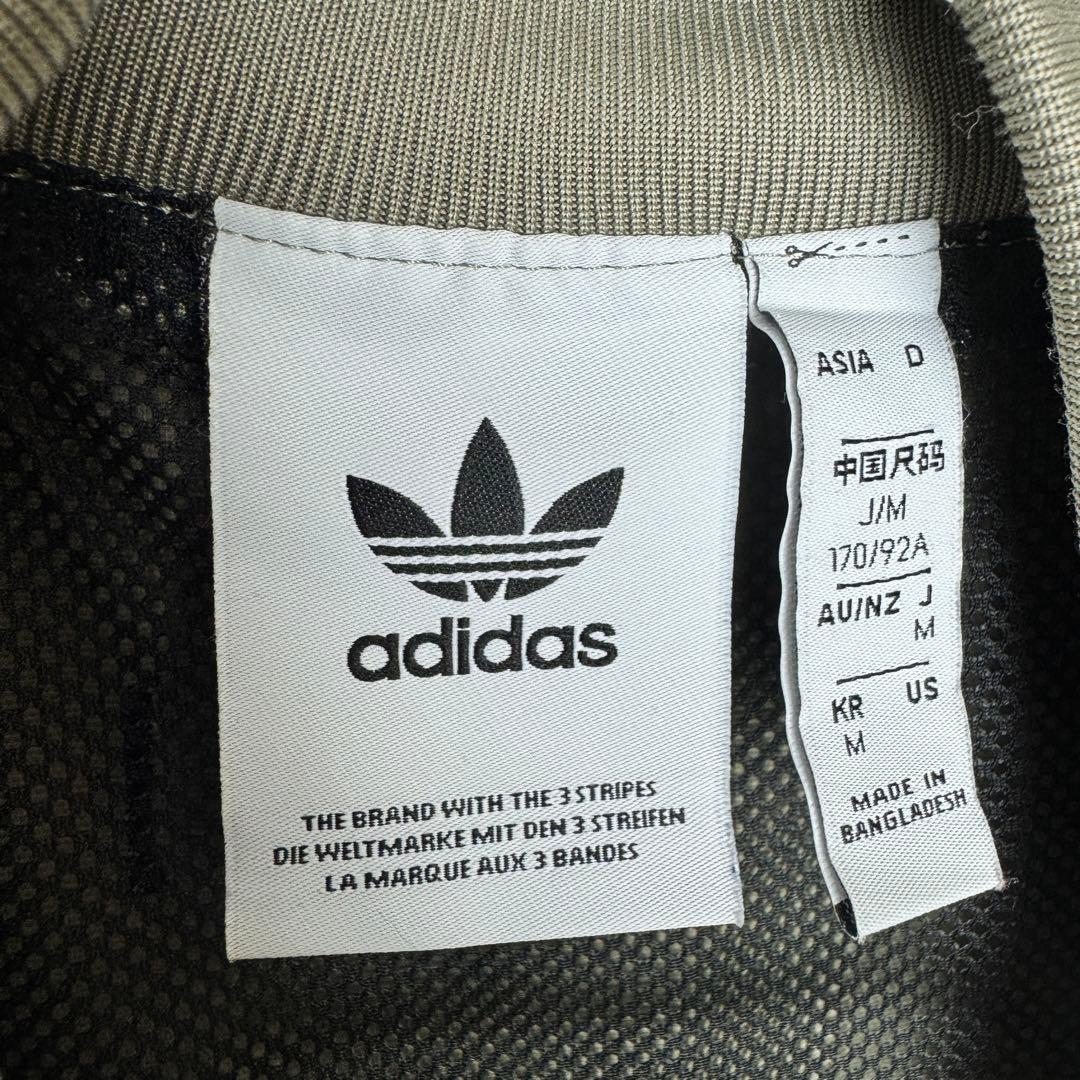 adidas
THE BRAND WITH THE 3 STRIPES
DIE WELTMARKE MIT DEN 3 STREIFEN
LA MARQUE AUX 3 BANDES
ASIA D
中国尺码
J/M
170/92A
AU/NZ J
M
KR US
M
MADE IN
BANGLADESH